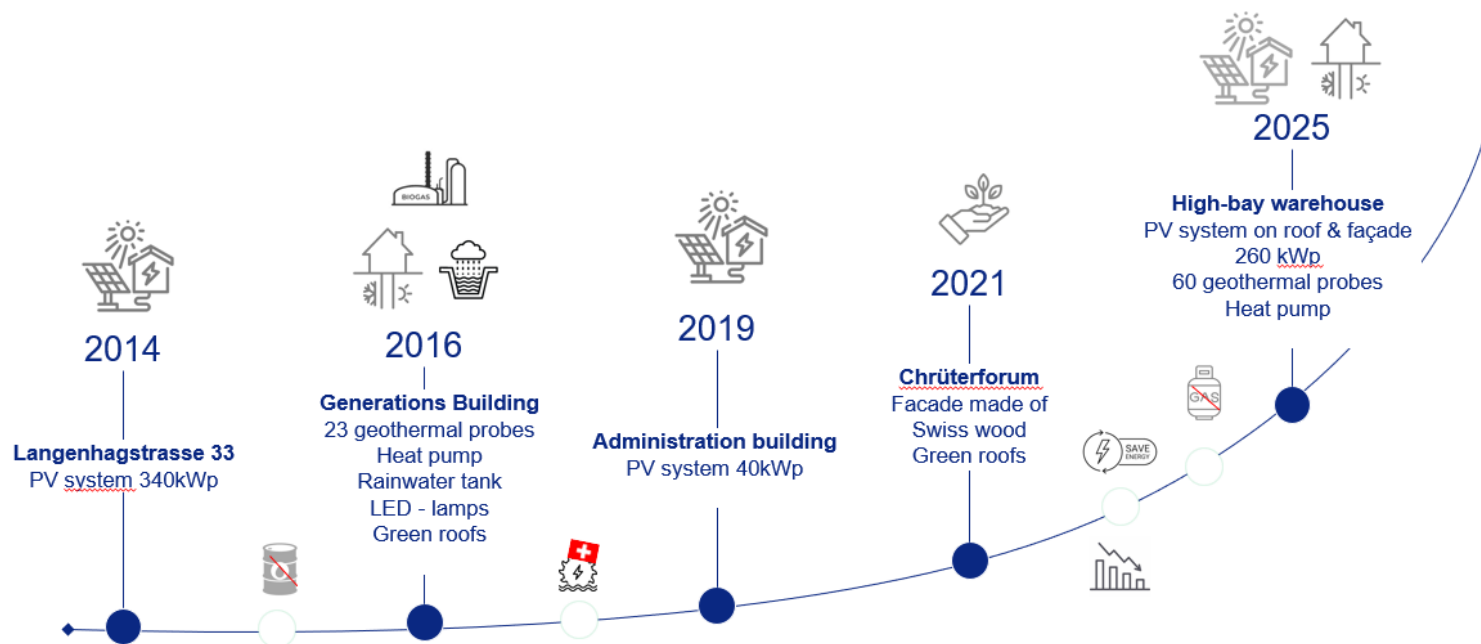 2014
Langenhagstrasse 33
PV system 340kWp
BIOGAS
2016
Generations Building
23 geothermal probes
Heat pump
Rainwater tank
LED - lamps
Green roofs
2019
Administration building
PV system 40kWp
2021
Chrüterforum
Facade made of
Swiss wood
Green roofs
SAVE
ENERGY
GAS
2025
High-bay warehouse
PV system on roof & façade
260 kWp
60 geothermal probes
Heat pump